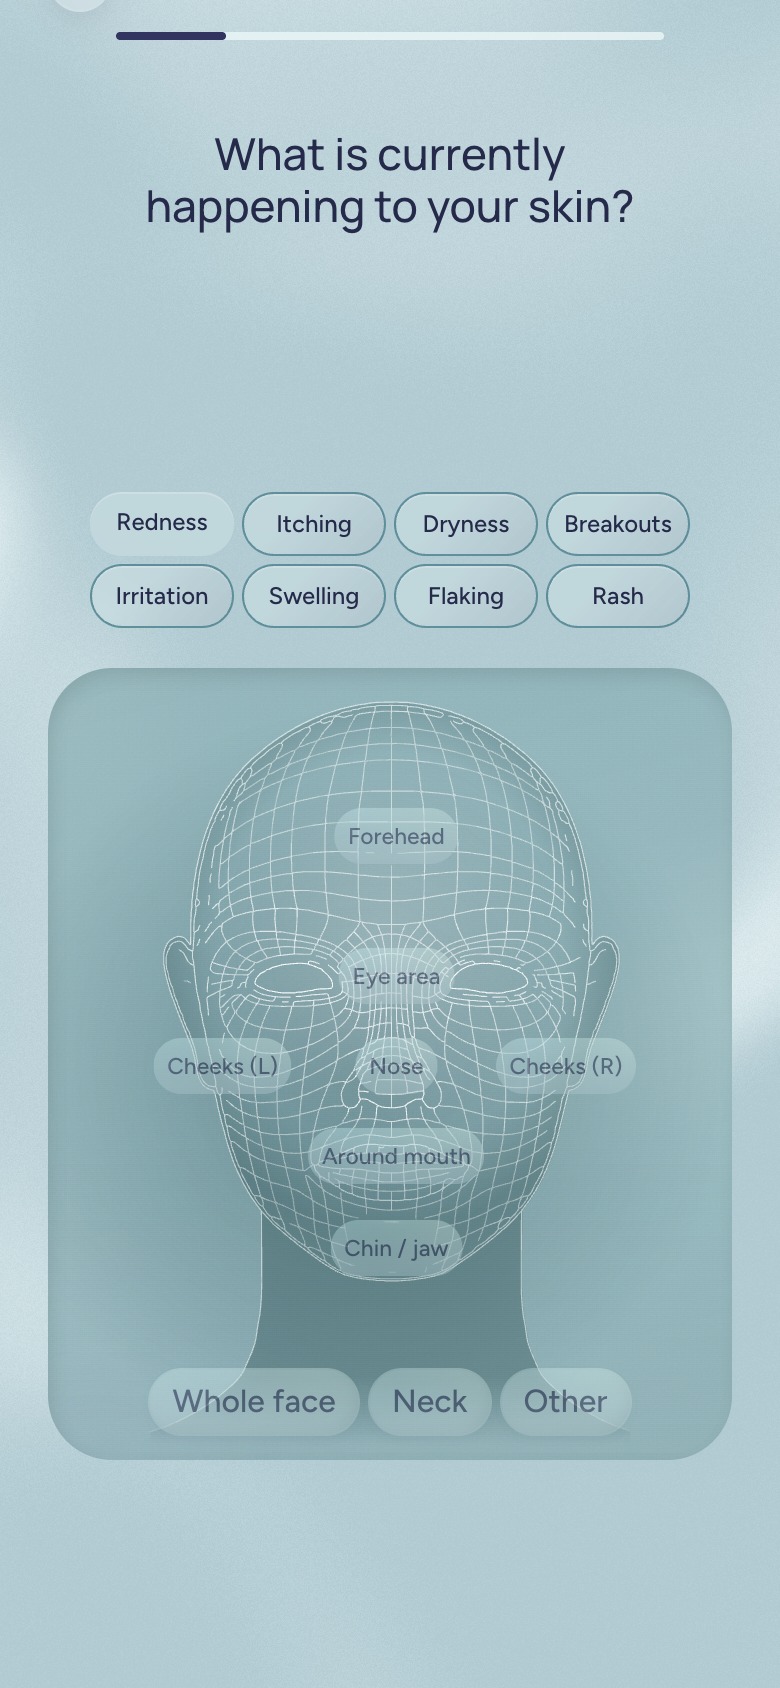 What is currently
happening to your skin?
Redness Itching Dryness Breakouts
Irritation Swelling Flaking Rash
Forehead
Eye area
Cheeks (L) Nose Cheeks (R)
Around mouth
Chin / jaw
Whole face Neck Other